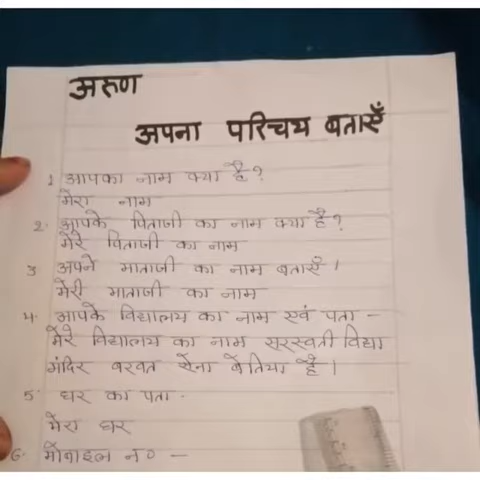 अरुण
अपना परिचय बताएँ
1 आपका नाम क्या है?
मेरा नाम
2. आपके पिताजी का नाम क्या है?
मेरे पिताजी का नाम
3 अपने माताजी का नाम बताएँ।
मेरी माताजी का नाम
4. आपके विद्यालय का नाम एवं पता -
मेरे विद्यालय का नाम सरस्वती विद्या
मंदिर बरवत सेना बेतिया है।
5. घर का पता -
मेरा घर
6. मोबाइल न० -